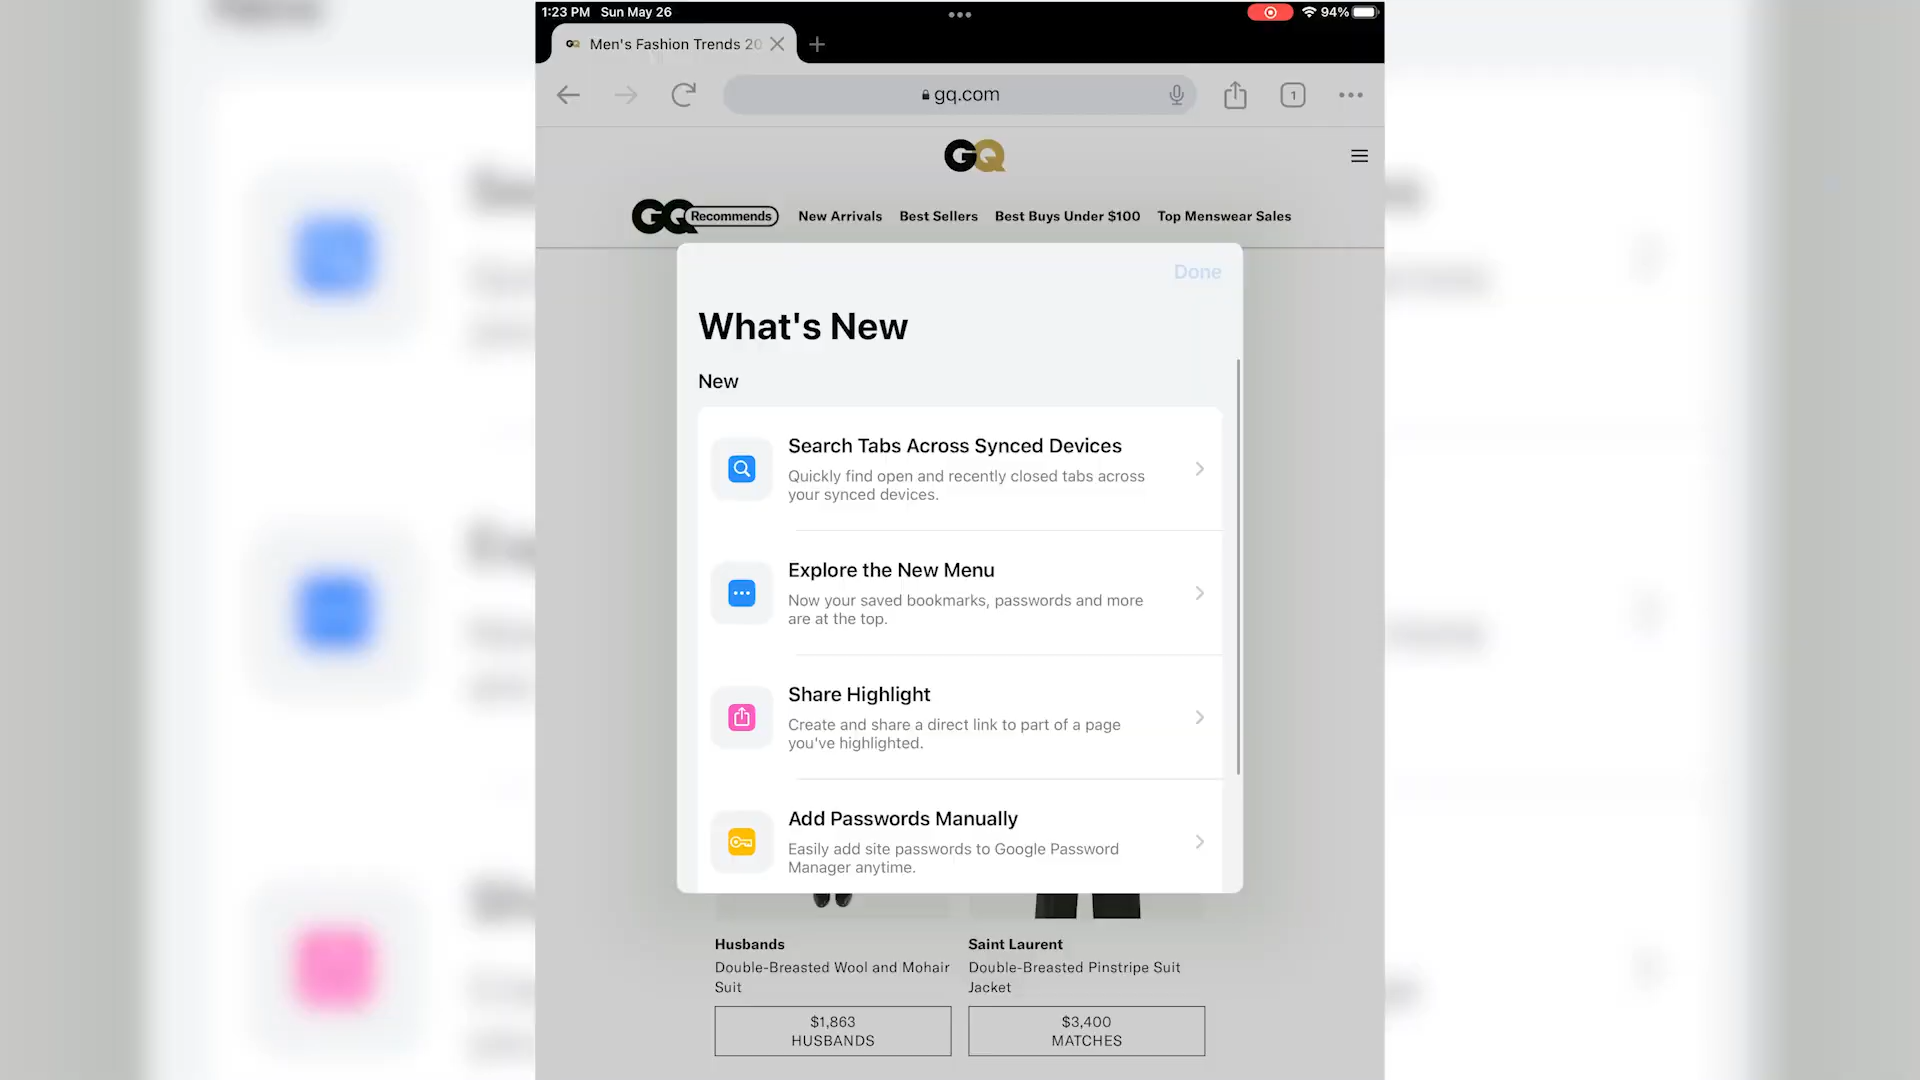 1:23 PM Sun May 26
94%
Men's Fashion Trends 20
gq.com
1
GQ
GQ Recommends New Arrivals Best Sellers Best Buys Under $100 Top Menswear Sales
Done
What's New
New
Search Tabs Across Synced Devices
Quickly find open and recently closed tabs across
your synced devices.
Explore the New Menu
Now your saved bookmarks, passwords and more
are at the top.
Share Highlight
Create and share a direct link to part of a page
you've highlighted.
Add Passwords Manually
Easily add site passwords to Google Password
Manager anytime.
Husbands
Double-Breasted Wool and Mohair
Suit
$1,863
HUSBANDS
Saint Laurent
Double-Breasted Pinstripe Suit
Jacket
$3,400
MATCHES